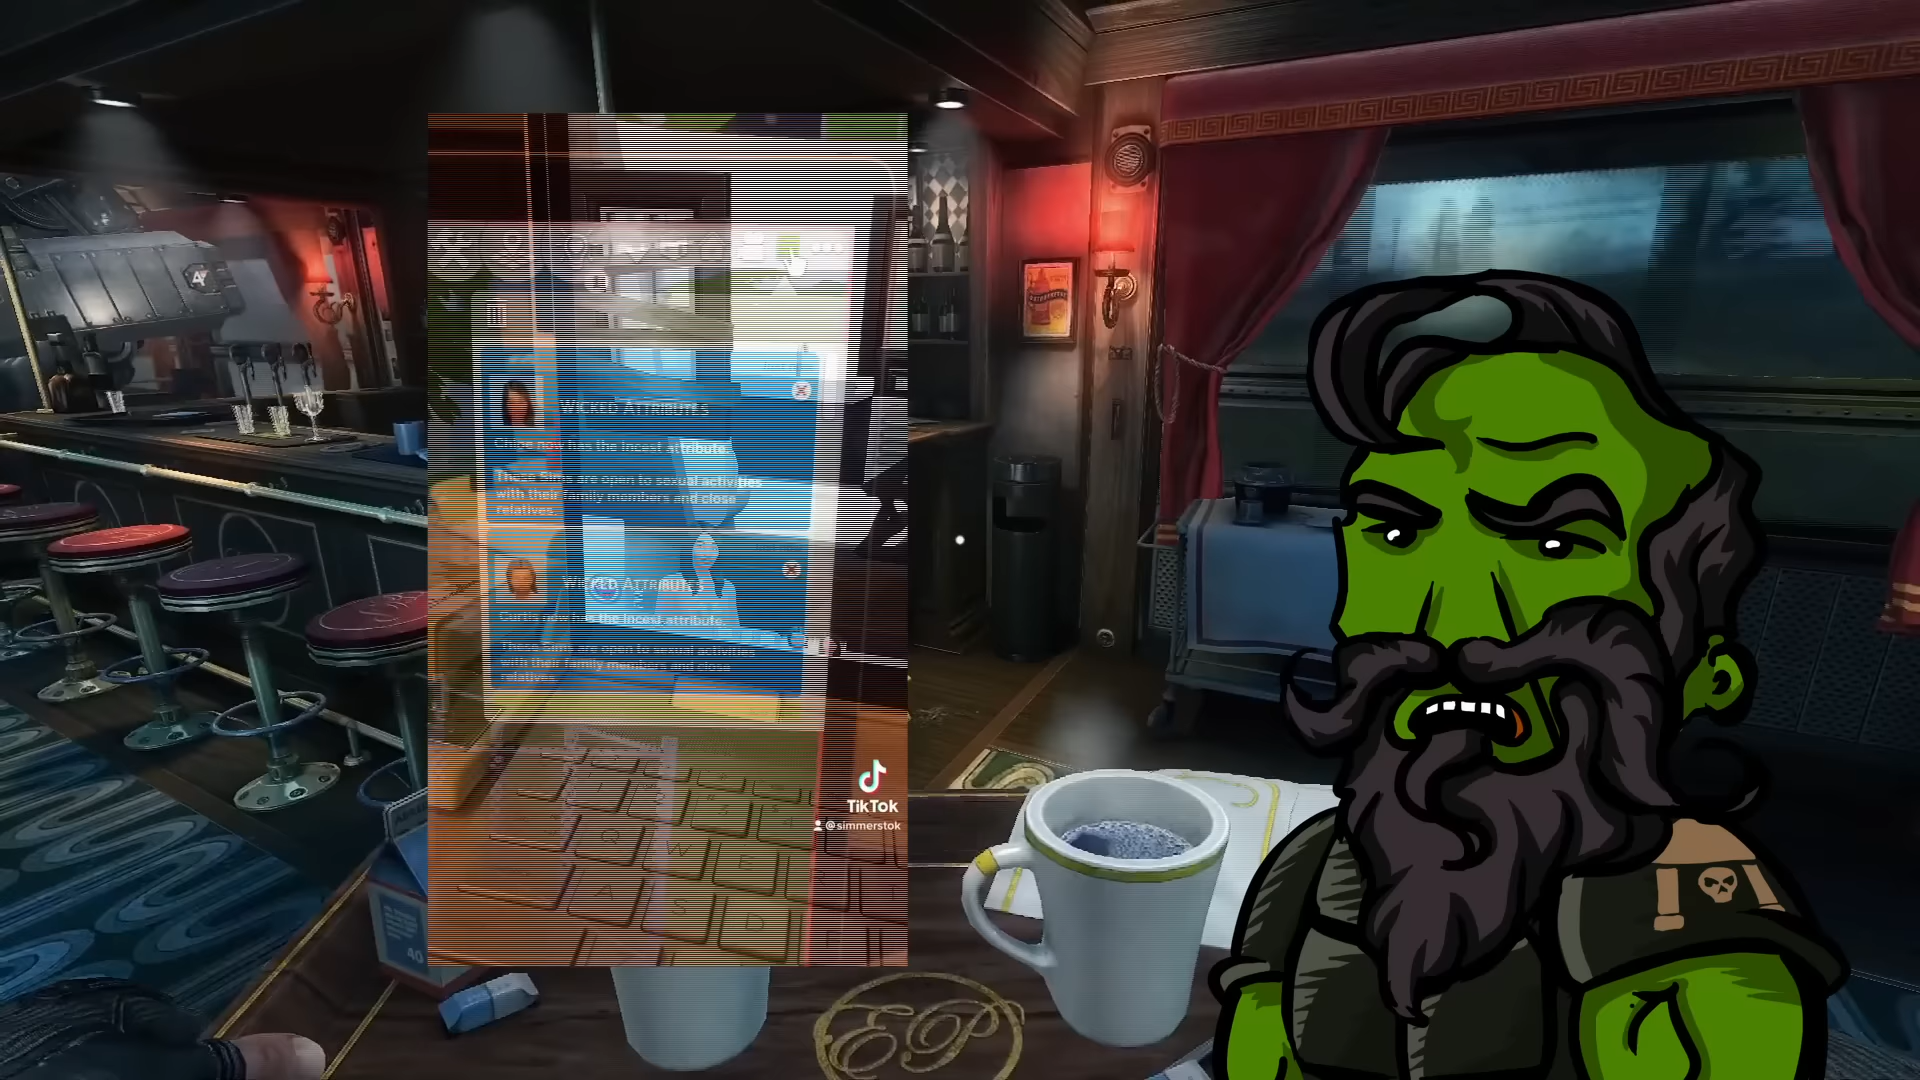 WICKED ATTRIBUTES
Chloe now has the Incest attribute.
These Sims are open to sexual activities
with their family members and close
relatives.
WICKED ATTRIBUTES
Curtis now has the Incest attribute.
These Sims are open to sexual activities
with their family members and close
relatives.
TikTok
@simmerstok
Q W E
A S D
EP
40